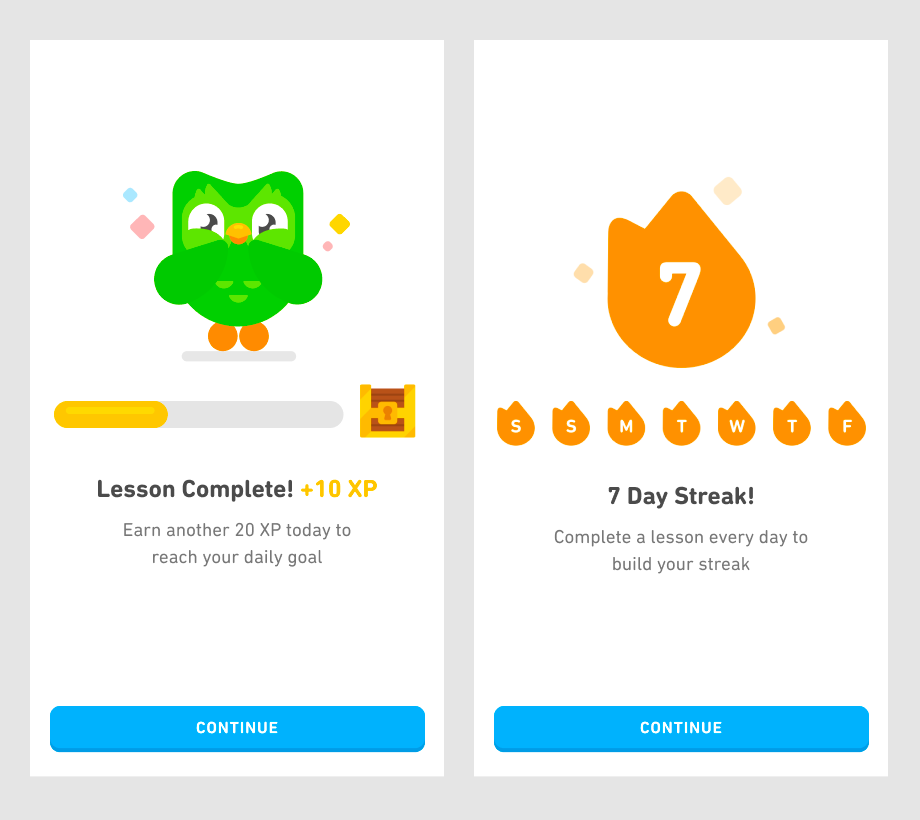 Lesson Complete! +10 XP
Earn another 20 XP today to
reach your daily goal
CONTINUE
7
S S M T W T F
7 Day Streak!
Complete a lesson every day to
build your streak
CONTINUE